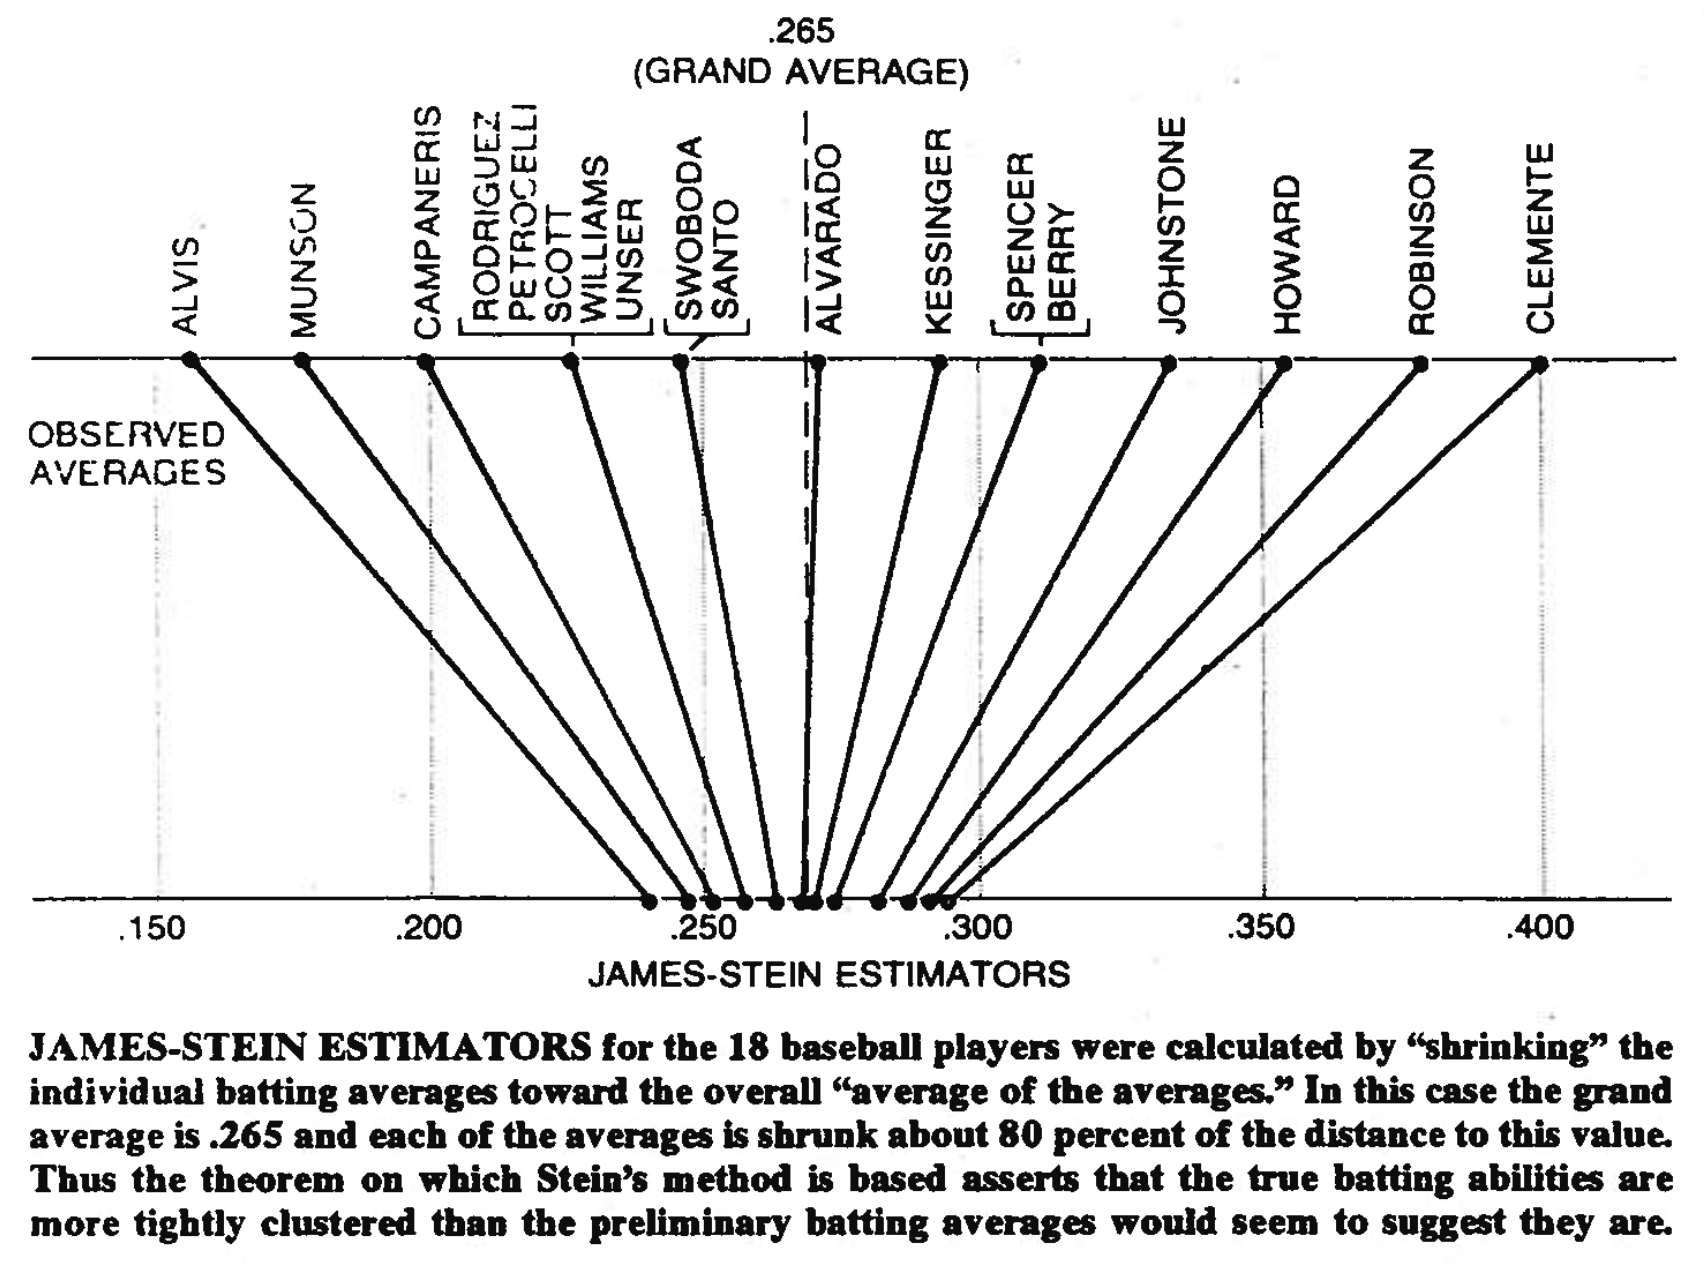 .265
(GRAND AVERAGE)
ALVIS
MUNSON
CAMPANERIS
RODRIGUEZ
PETROCELLI
SCOTT
WILLIAMS
UNSER
SWOBODA
SANTO
ALVARADO
KESSINGER
SPENCER
BERRY
JOHNSTONE
HOWARD
ROBINSON
CLEMENTE
OBSERVED
AVERAGES
.150 .200 .250 .300 .350 .400
JAMES-STEIN ESTIMATORS
JAMES-STEIN ESTIMATORS for the 18 baseball players were calculated by “shrinking” the
individual batting averages toward the overall “average of the averages.” In this case the grand
average is .265 and each of the averages is shrunk about 80 percent of the distance to this value.
Thus the theorem on which Stein’s method is based asserts that the true batting abilities are
more tightly clustered than the preliminary batting averages would seem to suggest they are.